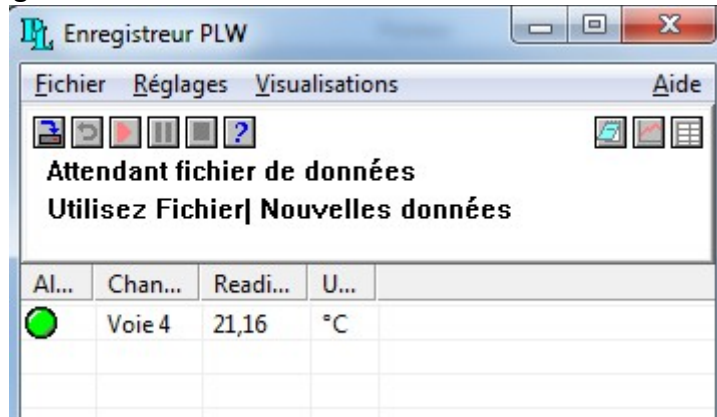 Enregistreur PLW
Fichier Réglages Visualisations Aide
Attendant fichier de données
Utilisez Fichier| Nouvelles données
Al... Chan... Readi... U...
Voie 4 21,16 °C